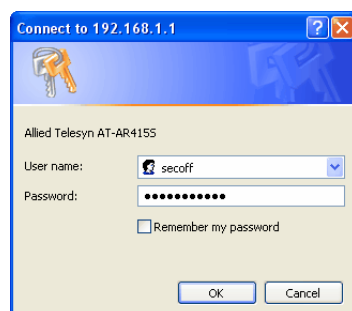 Connect to 192.168.1.1
Allied Telesyn AT-AR415S
User name:
secoff
Password:
•••••••••••
Remember my password
OK
Cancel